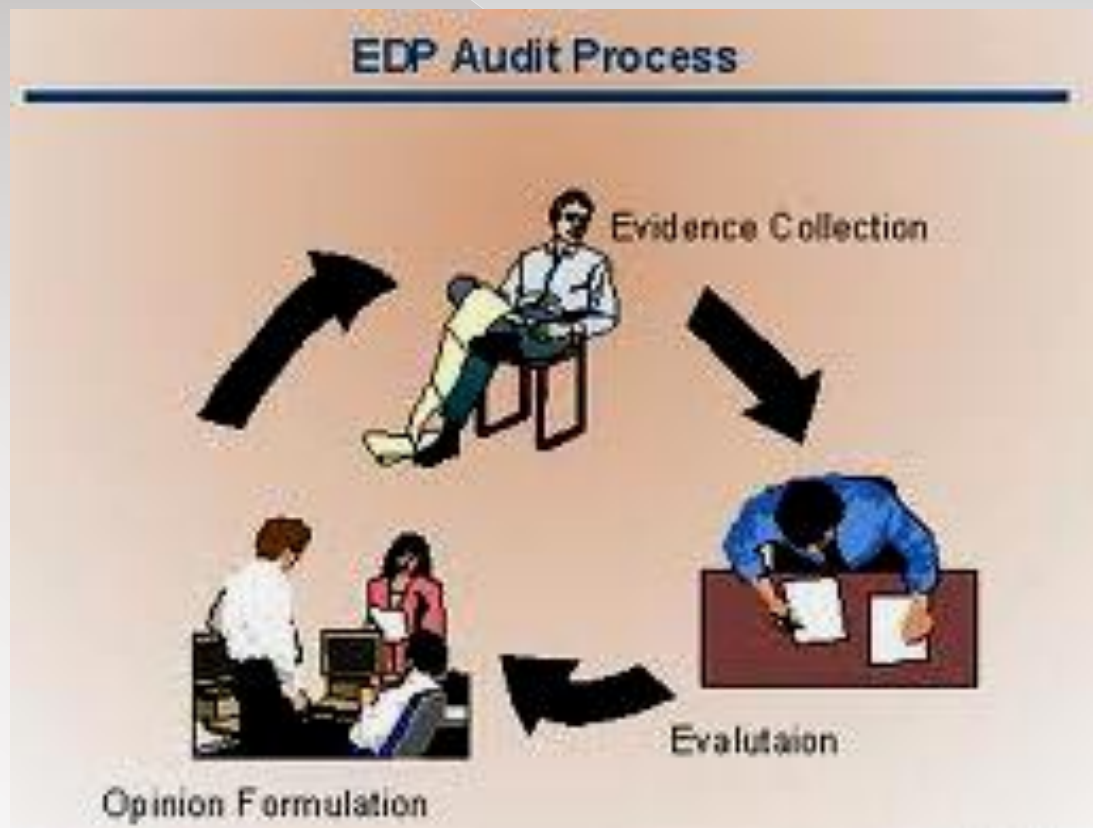 EDP Audit Process
Evidence Collection
Evalutaion
Opinion Formulation